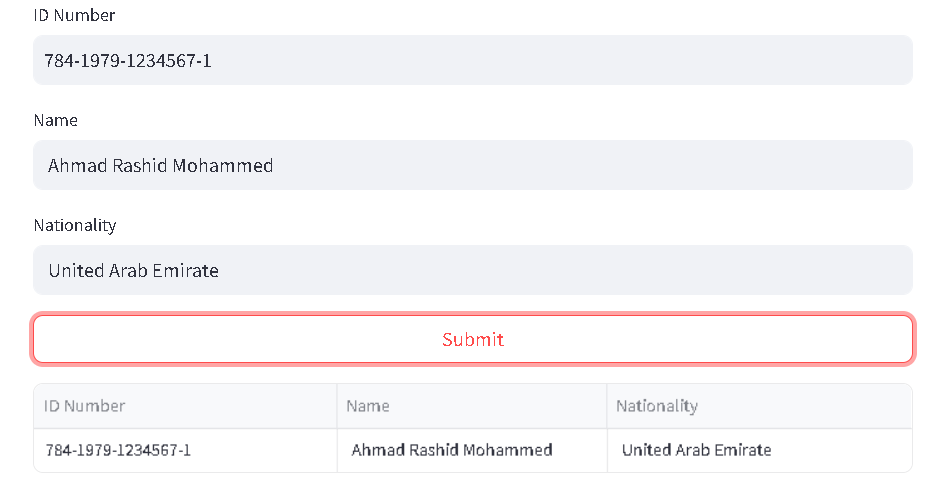 ID Number
784-1979-1234567-1
Name
Ahmad Rashid Mohammed
Nationality
United Arab Emirate
Submit
ID Number Name Nationality
784-1979-1234567-1 Ahmad Rashid Mohammed United Arab Emirate